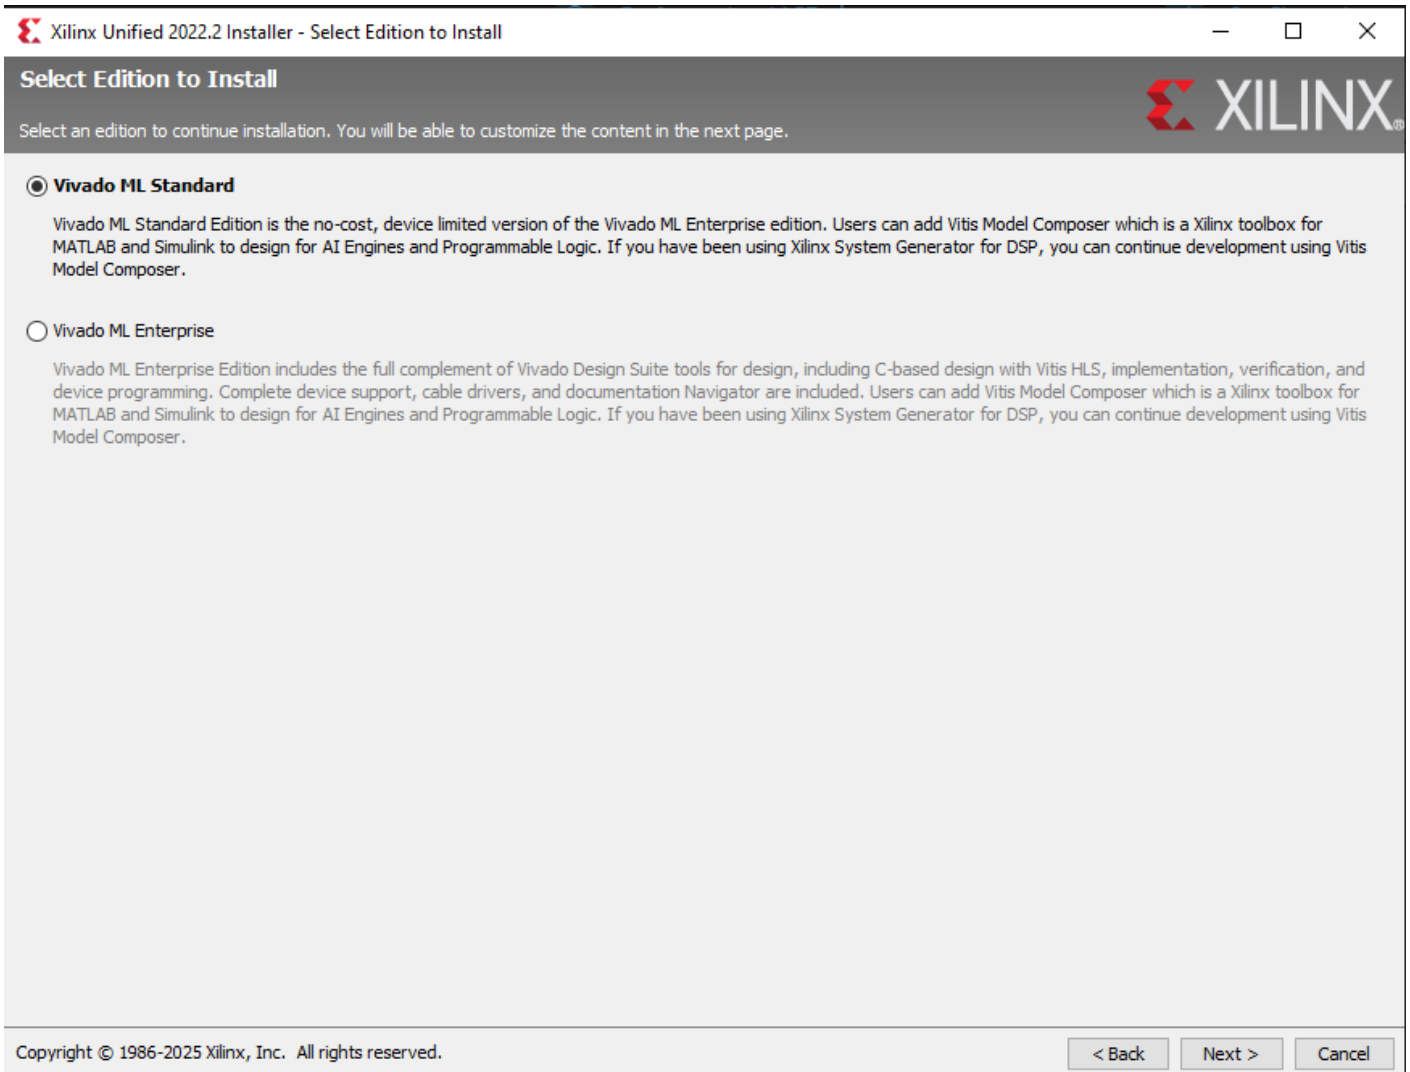 Xilinx Unified 2022.2 Installer - Select Edition to Install
Select Edition to Install
XILINX®
Select an edition to continue installation. You will be able to customize the content in the next page.
Vivado ML Standard
Vivado ML Standard Edition is the no-cost, device limited version of the Vivado ML Enterprise edition. Users can add Vitis Model Composer which is a Xilinx toolbox for
MATLAB and Simulink to design for AI Engines and Programmable Logic. If you have been using Xilinx System Generator for DSP, you can continue development using Vitis
Model Composer.
Vivado ML Enterprise
Vivado ML Enterprise Edition includes the full complement of Vivado Design Suite tools for design, including C-based design with Vitis HLS, implementation, verification, and
device programming. Complete device support, cable drivers, and documentation Navigator are included. Users can add Vitis Model Composer which is a Xilinx toolbox for
MATLAB and Simulink to design for AI Engines and Programmable Logic. If you have been using Xilinx System Generator for DSP, you can continue development using Vitis
Model Composer.
Copyright © 1986-2025 Xilinx, Inc. All rights reserved.
< Back
Next >
Cancel